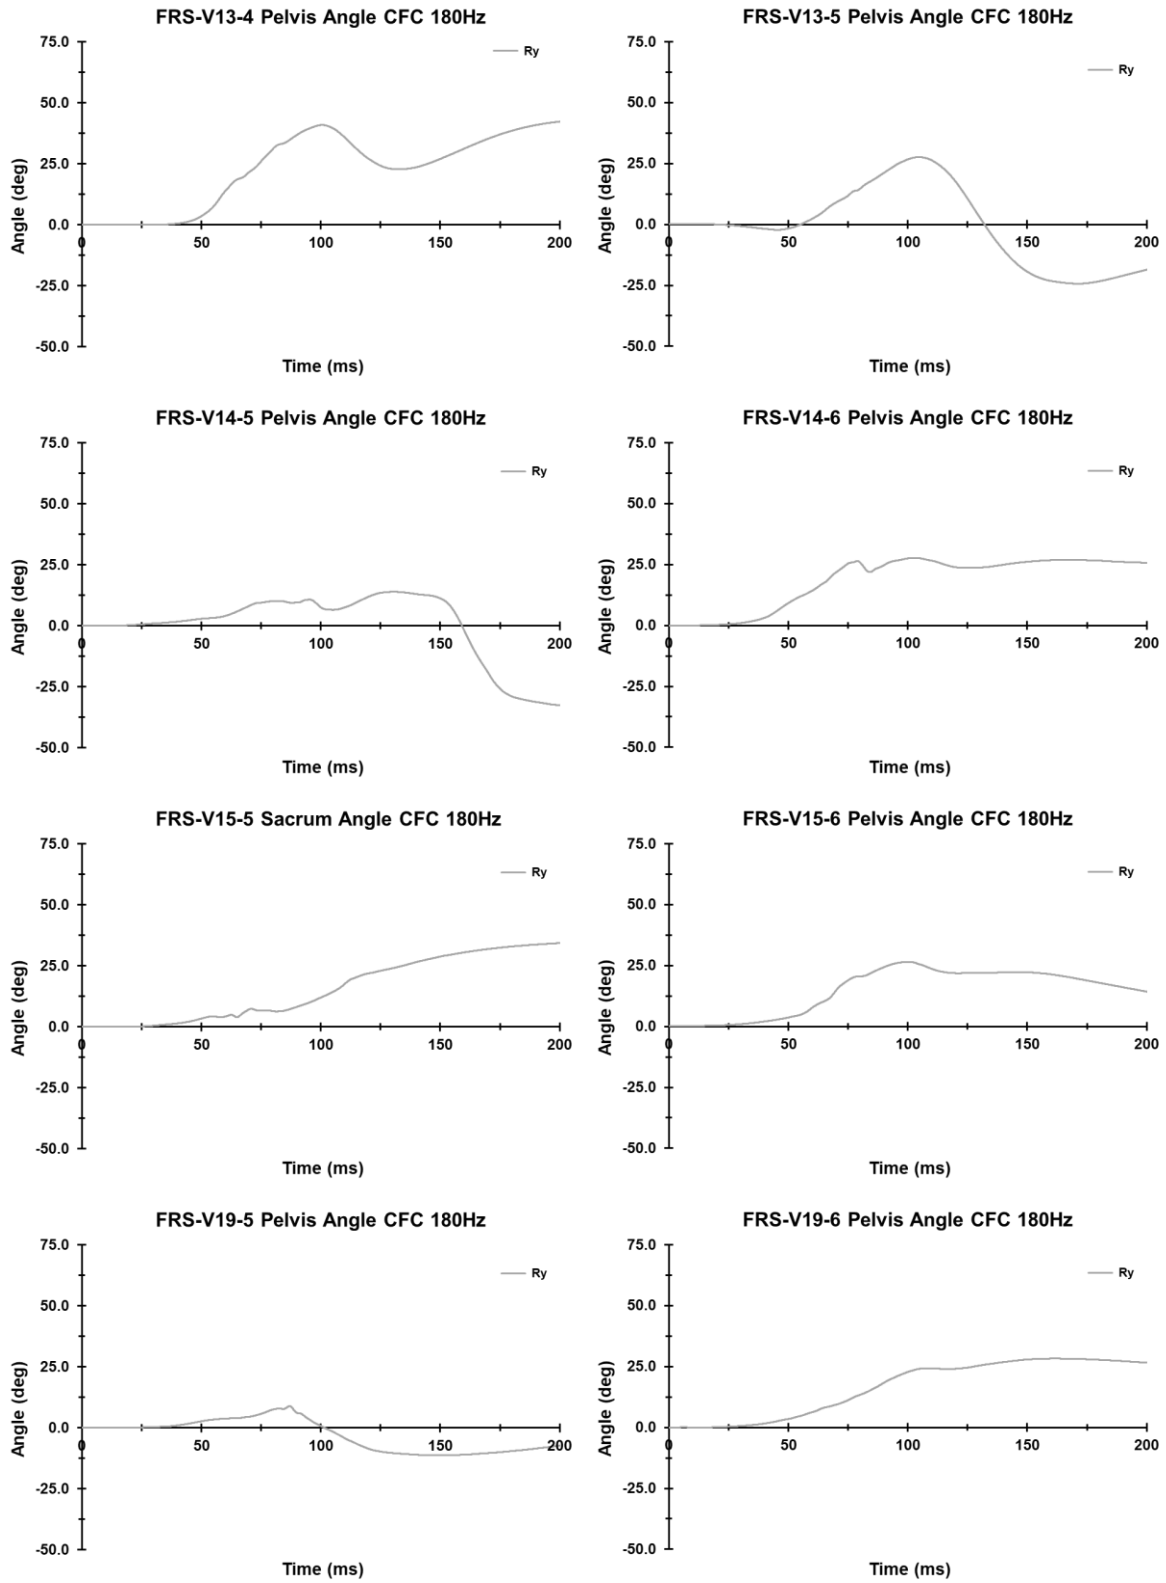 FRS-V13-4 Pelvis Angle CFC 180Hz
75.0
50.0
25.0
0.0
-25.0
-50.0
Angle (deg)
Ry
0
50
100
150
200
Time (ms)
FRS-V13-5 Pelvis Angle CFC 180Hz
75.0
50.0
25.0
0.0
-25.0
-50.0
Angle (deg)
Ry
0
50
100
150
200
Time (ms)
FRS-V14-5 Pelvis Angle CFC 180Hz
75.0
50.0
25.0
0.0
-25.0
-50.0
Angle (deg)
Ry
0
50
100
150
200
Time (ms)
FRS-V14-6 Pelvis Angle CFC 180Hz
75.0
50.0
25.0
0.0
-25.0
-50.0
Angle (deg)
Ry
0
50
100
150
200
Time (ms)
FRS-V15-5 Sacrum Angle CFC 180Hz
75.0
50.0
25.0
0.0
-25.0
-50.0
Angle (deg)
Ry
0
50
100
150
200
Time (ms)
FRS-V15-6 Pelvis Angle CFC 180Hz
75.0
50.0
25.0
0.0
-25.0
-50.0
Angle (deg)
Ry
0
50
100
150
200
Time (ms)
FRS-V19-5 Pelvis Angle CFC 180Hz
75.0
50.0
25.0
0.0
-25.0
-50.0
Angle (deg)
Ry
0
50
100
150
200
Time (ms)
FRS-V19-6 Pelvis Angle CFC 180Hz
75.0
50.0
25.0
0.0
-25.0
-50.0
Angle (deg)
Ry
0
50
100
150
200
Time (ms)